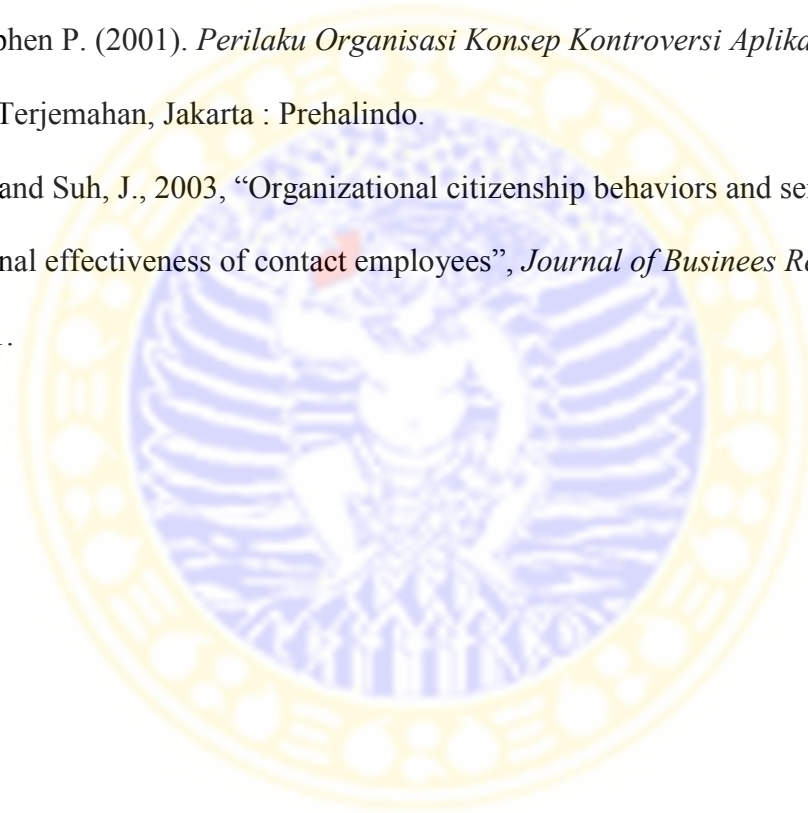 phen P. (2001). Perilaku Organisasi Konsep Kontroversi Aplika
Terjemahan, Jakarta : Prehalindo.
and Suh, J., 2003, “Organizational citizenship behaviors and se
nal effectiveness of contact employees”, Journal of Businees Re
.